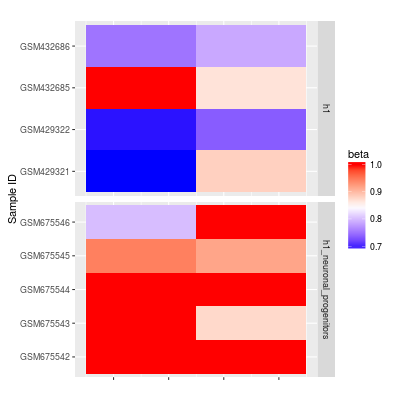 GSM432686
GSM432685
GSM429322
GSM429321
h1
GSM675546
GSM675545
GSM675544
GSM675543
GSM675542
h1_neuronal_progenitors
Sample ID
beta
1.0
0.9
0.8
0.7